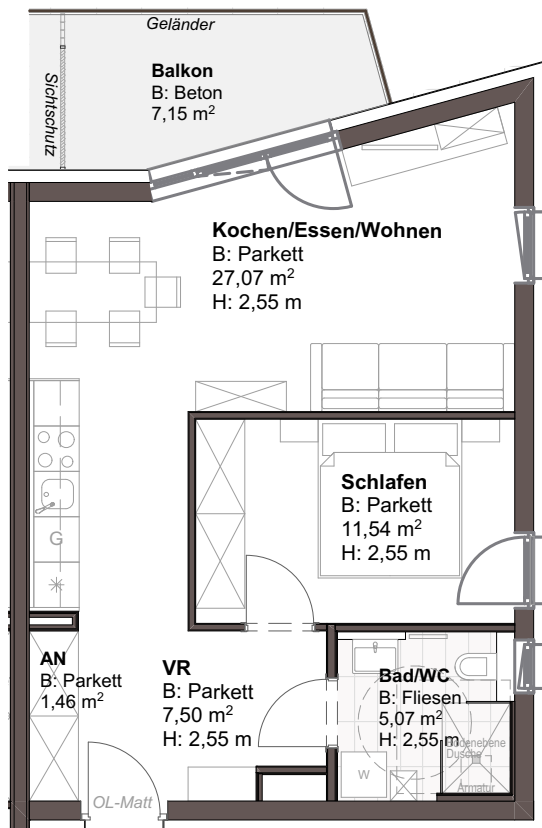 Geländer
Sichtschutz
Balkon
B: Beton
7,15 m²
Kochen/Essen/Wohnen
B: Parkett
27,07 m²
H: 2,55 m
Schlafen
B: Parkett
11,54 m²
H: 2,55 m
G
AN
B: Parkett
1,46 m²
VR
B: Parkett
7,50 m²
H: 2,55 m
Bad/WC
B: Fliesen
5,07 m²
H: 2,55 m
Bodenebene
Dusche
W
Armatur
OL-Matt